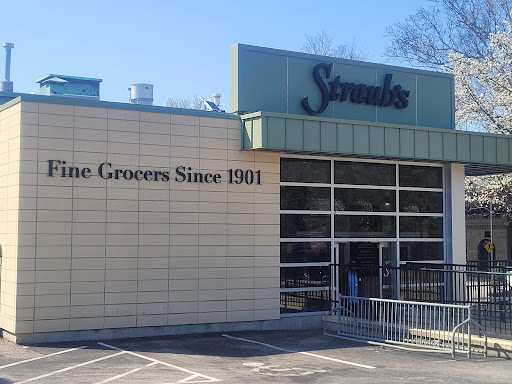 Straub's
Fine Grocers Since 1901